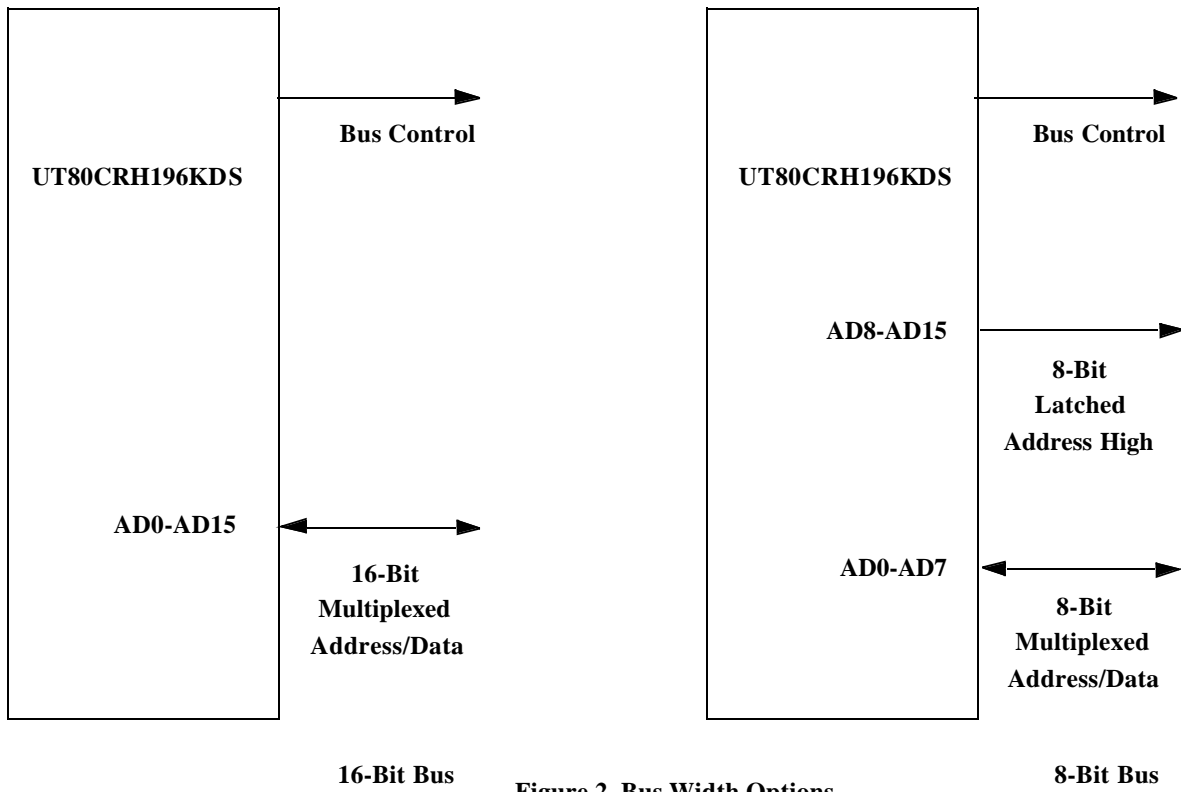 Bus Control
UT80CRH196KDS
AD0-AD15
16-Bit
Multiplexed
Address/Data
16-Bit Bus
Bus Control
UT80CRH196KDS
AD8-AD15
8-Bit
Latched
Address High
AD0-AD7
8-Bit
Multiplexed
Address/Data
8-Bit Bus
Figure 2. Bus Width Options